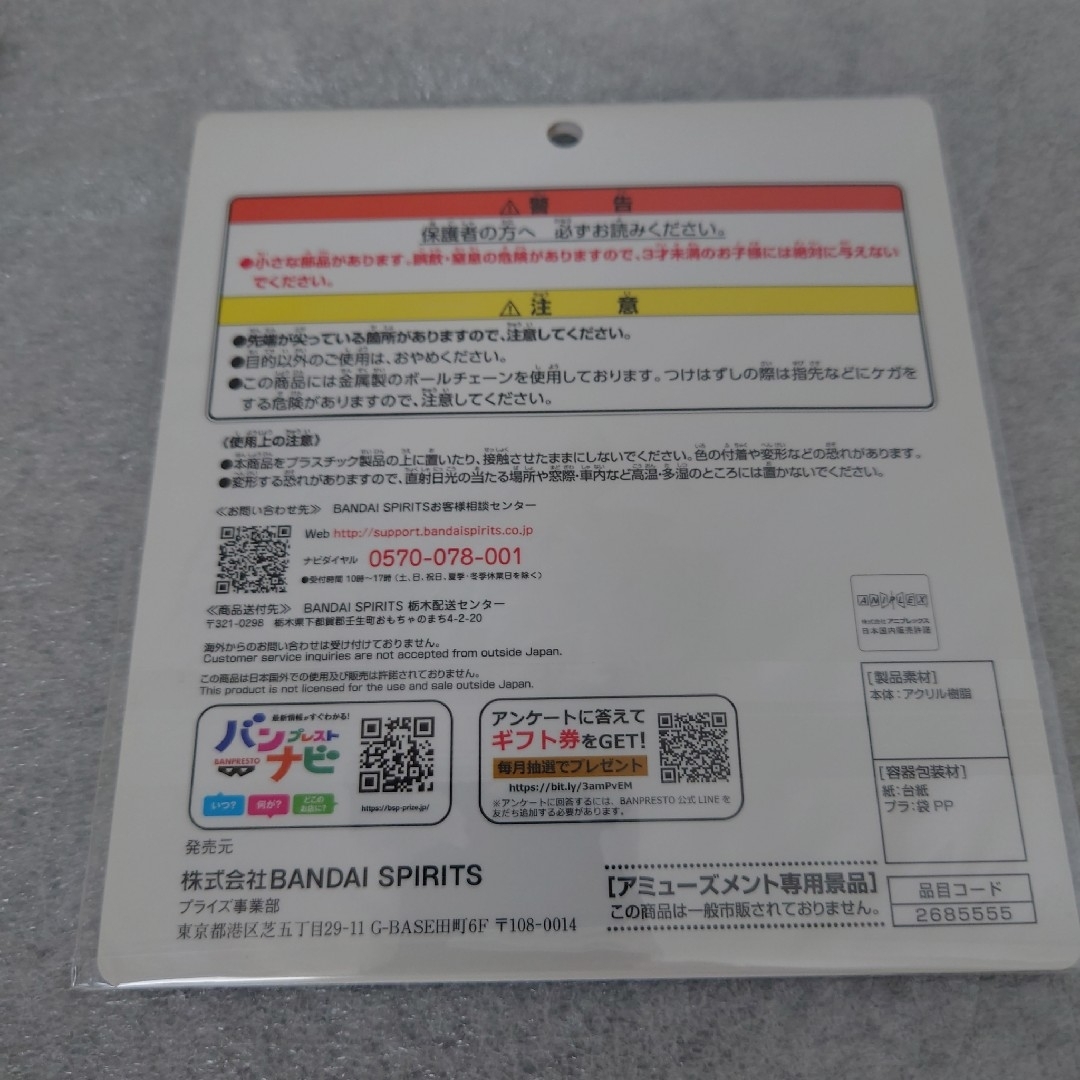 ⚠警　告
保護者の方へ　必ずお読みください。
●小さな部品があります。誤飲・窒息の危険がありますので、3才未満のお子様には絶対に与えない
でください。
⚠注　意
●先端が尖っている箇所がありますので、注意してください。
●目的以外のご使用は、おやめください。
●この商品には金属製のボールチェーンを使用しております。つけはずしの際は指先などにケガを
する危険がありますので、注意してください。
《使用上の注意》
●本商品をプラスチック製品の上に置いたり、接触させたままにしないでください。色の付着や変形などの恐れがあります。
●変形する恐れがありますので、直射日光の当たる場所や窓際・車内など高温・多湿のところには置かないでください。
≪お問い合わせ先≫　BANDAI SPIRITSお客様相談センター
Web http://support.bandaispirits.co.jp
ナビダイヤル 0570-078-001
●受付時間 10時〜17時（土、日、祝日、夏季・冬季休業日を除く）
≪商品送付先≫　BANDAI SPIRITS 栃木配送センター
〒321-0298　栃木県下都賀郡壬生町おもちゃのまち4-2-20
海外からのお問い合わせは受け付けておりません。
Customer service inquiries are not accepted from outside Japan.
この商品は日本国外での使用及び販売は許諾されておりません。
This product is not licensed for the use and sale outside Japan.
ANIPLEX
株式会社アニプレックス
日本国内販売許諾
[製品素材]
本体：アクリル樹脂
[容器包装材]
紙：台紙
プラ：袋 PP
最新情報がすぐわかる!
バンプレストナビ
BANPRESTO
いつ?
何が?
どこのお店に?
https://bsp-prize.jp/
アンケートに答えて
ギフト券をGET!
毎月抽選でプレゼント
https://bit.ly/3amPvEM
※アンケートに回答するには、BANPRESTO 公式 LINE を
友だち追加する必要があります。
発売元
株式会社BANDAI SPIRITS
プライズ事業部
東京都港区芝五丁目29-11 G-BASE田町6F 〒108-0014
[アミューズメント専用景品]
この商品は一般市販されておりません。
品目コード
2685555